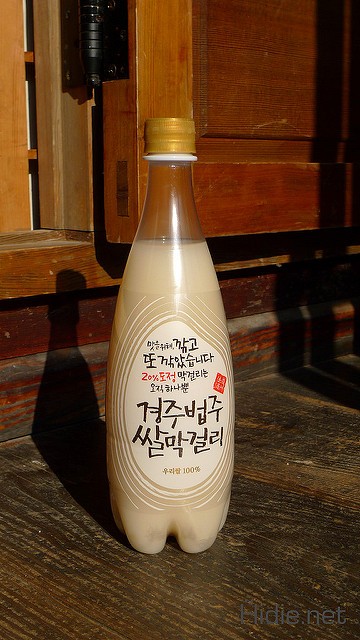 맛을 위해, 깎고
또 깎았습니다
20% 도정 막걸리는
오직 하나뿐
경주법주
쌀막걸리
우리쌀 100%
Hidie.net